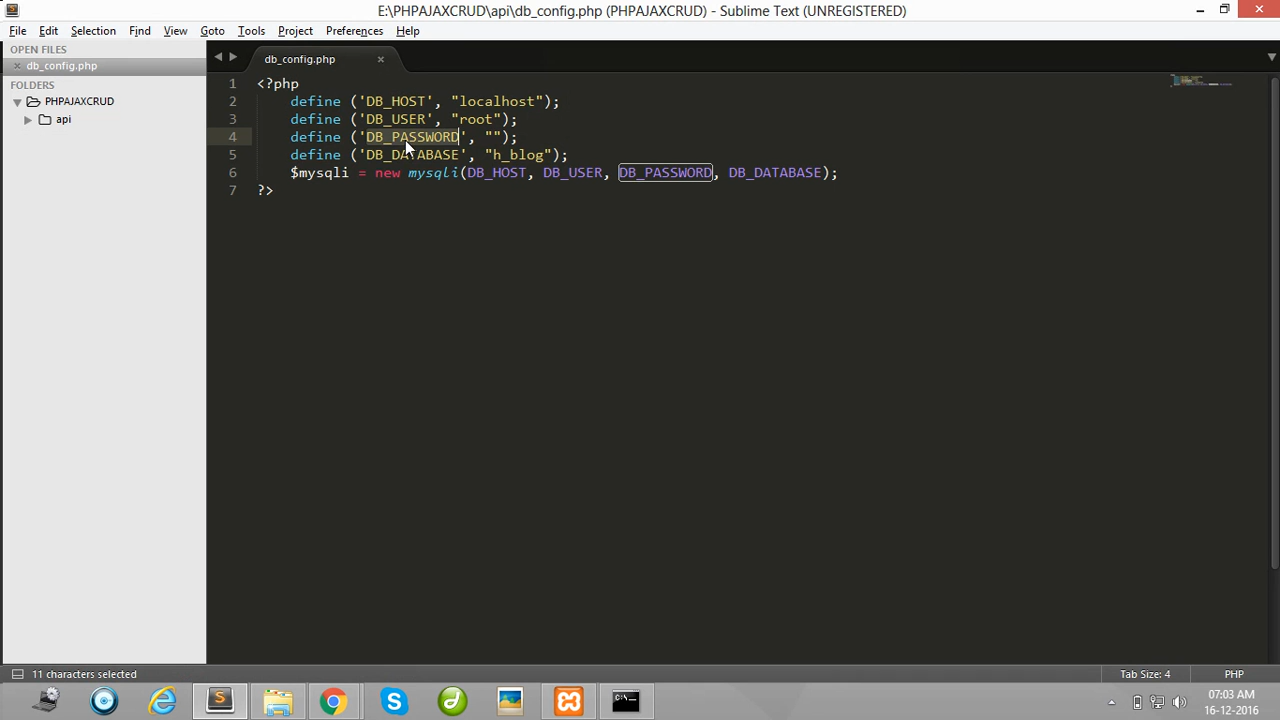 E:\PHPAJAXCRUD\api\db_config.php (PHPAJAXCRUD) - Sublime Text (UNREGISTERED)
File Edit Selection Find View Goto Tools Project Preferences Help
OPEN FILES
db_config.php
FOLDERS
PHPAJAXCRUD
api
db_config.php
1 <?php
2 define ('DB_HOST', "localhost");
3 define ('DB_USER', "root");
4 define ('DB_PASSWORD', "");
5 define ('DB_DATABASE', "h_blog");
6 $mysqli = new mysqli(DB_HOST, DB_USER, DB_PASSWORD, DB_DATABASE);
7 ?>
11 characters selected
Tab Size: 4
PHP
07:03 AM
16-12-2016